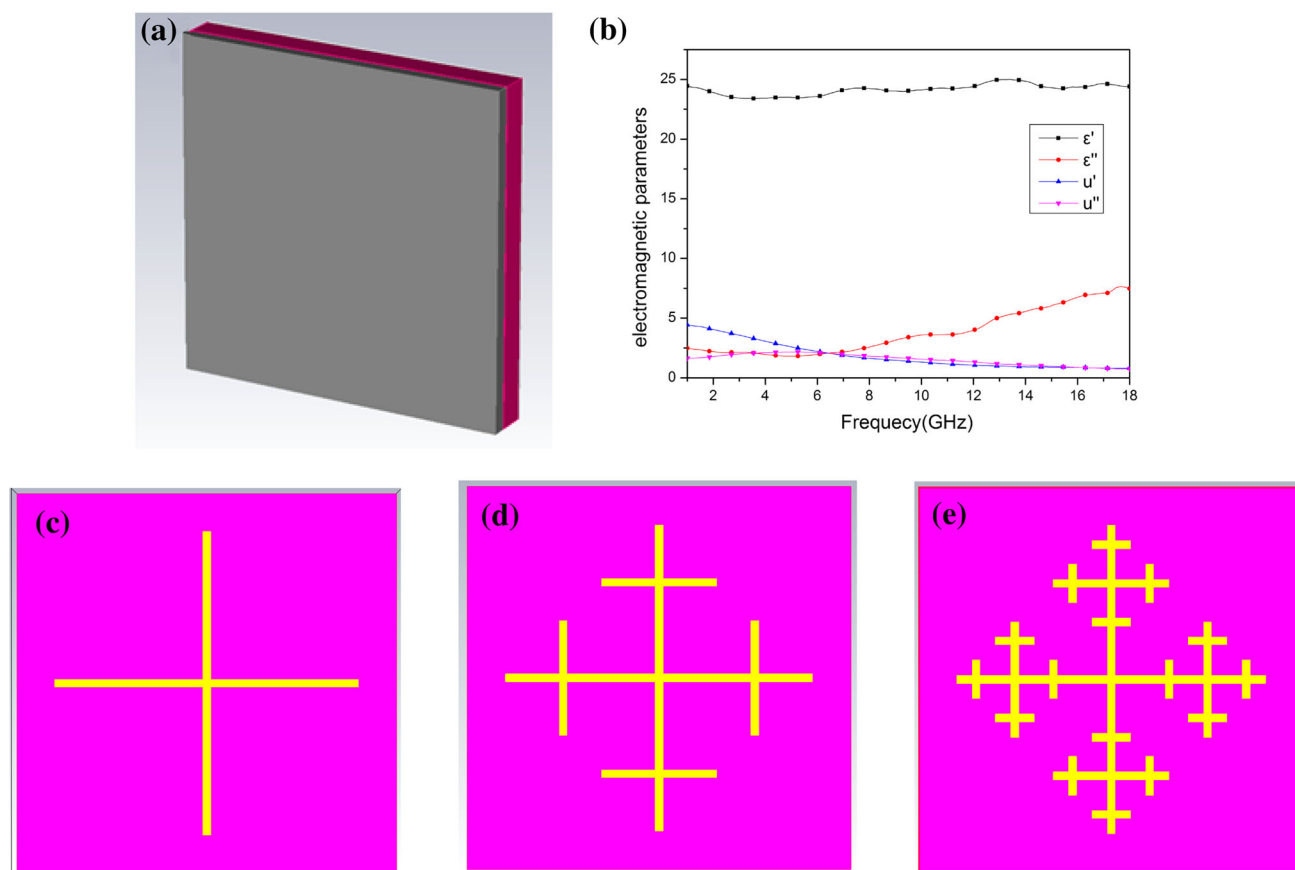 (a)
(b)
electromagnetic parameters
25
20
15
10
5
0
ε'
ε"
u'
u"
2 4 6 8 10 12 14 16 18
Frequecy(GHz)
(c)
(d)
(e)